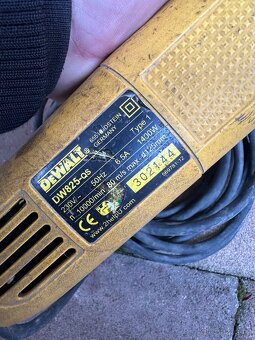 DEWALT
DW825-QS
IDSTEIN
GERMANY
Type 1
230V~ 50Hz 6.5A 1400W
n° 10000/min 80 m/s max.
302144
CE
www.2helpU.com